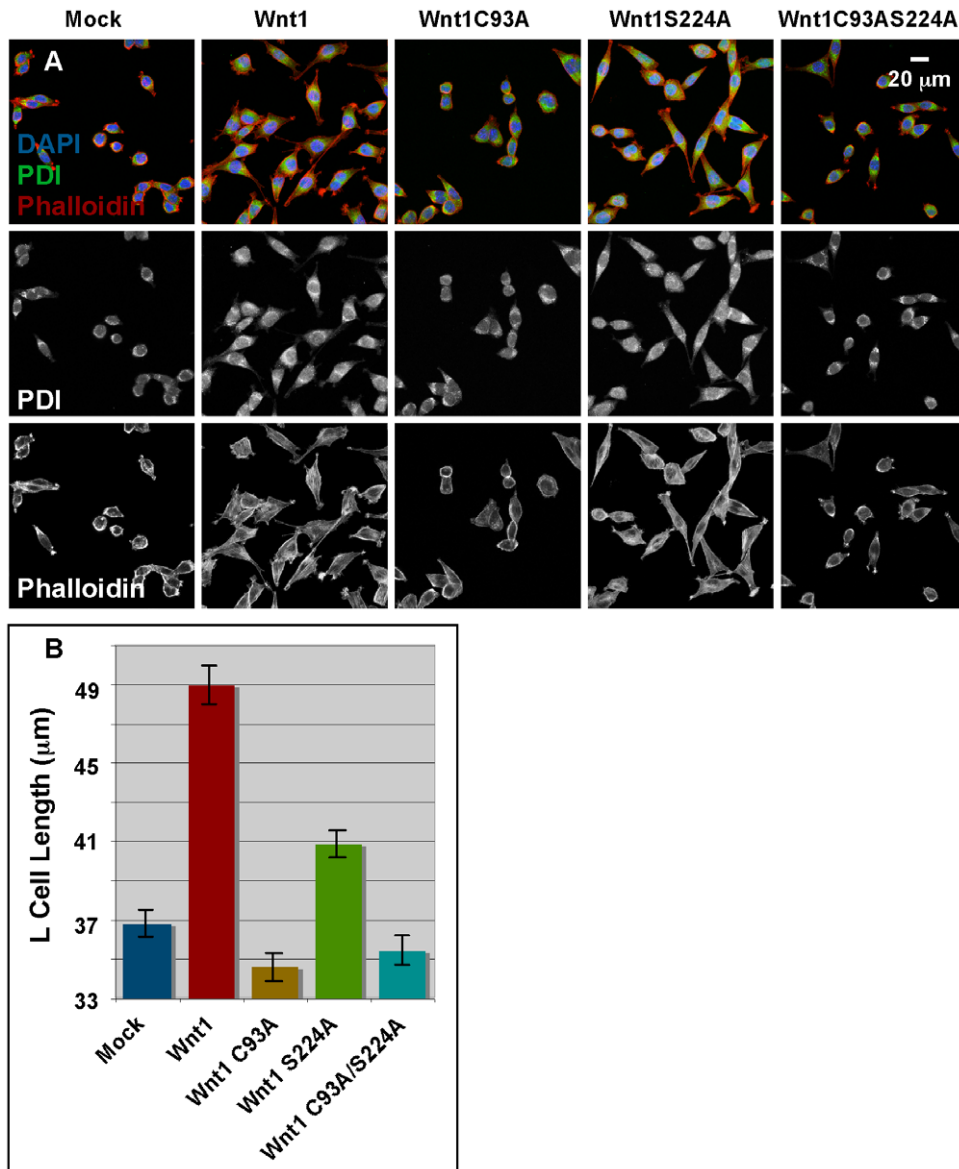 Mock Wnt1 Wnt1C93A Wnt1S224A Wnt1C93AS224A
A
20 μm
DAPI
PDI
Phalloidin
PDI
Phalloidin
B
L Cell Length (μm)
49
45
41
37
33
Mock
Wnt1
Wnt1 C93A
Wnt1 S224A
Wnt1 C93A/S224A